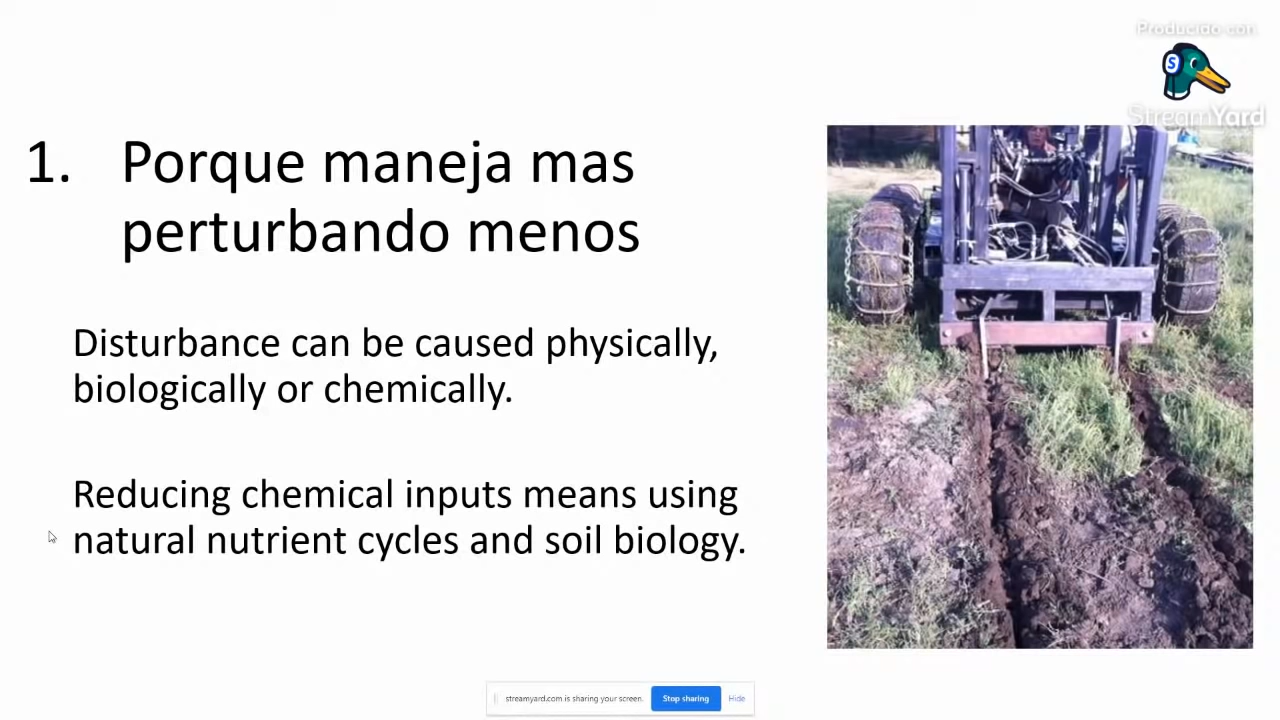 Producido con
StreamYard
1. Porque maneja mas
perturbando menos
Disturbance can be caused physically,
biologically or chemically.
Reducing chemical inputs means using
natural nutrient cycles and soil biology.
streamyard.com is sharing your screen. Stop sharing Hide